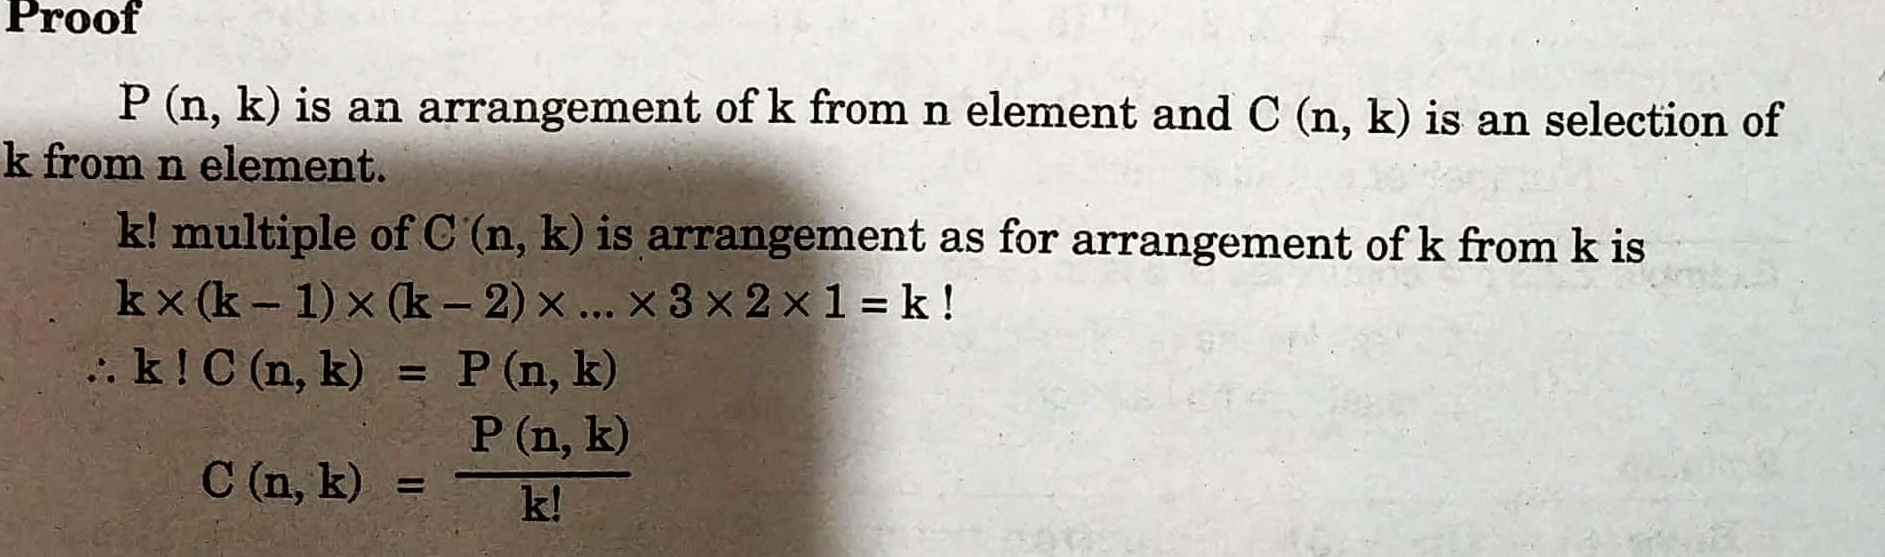 Proof
P (n, k) is an arrangement of k from n element and C (n, k) is an selection of
k from n element.
k! multiple of C (n, k) is arrangement as for arrangement of k from k is
k × (k – 1) × (k – 2) × ... × 3 × 2 × 1 = k !
∴ k ! C (n, k) = P (n, k)
C (n, k) = P (n, k)
k!